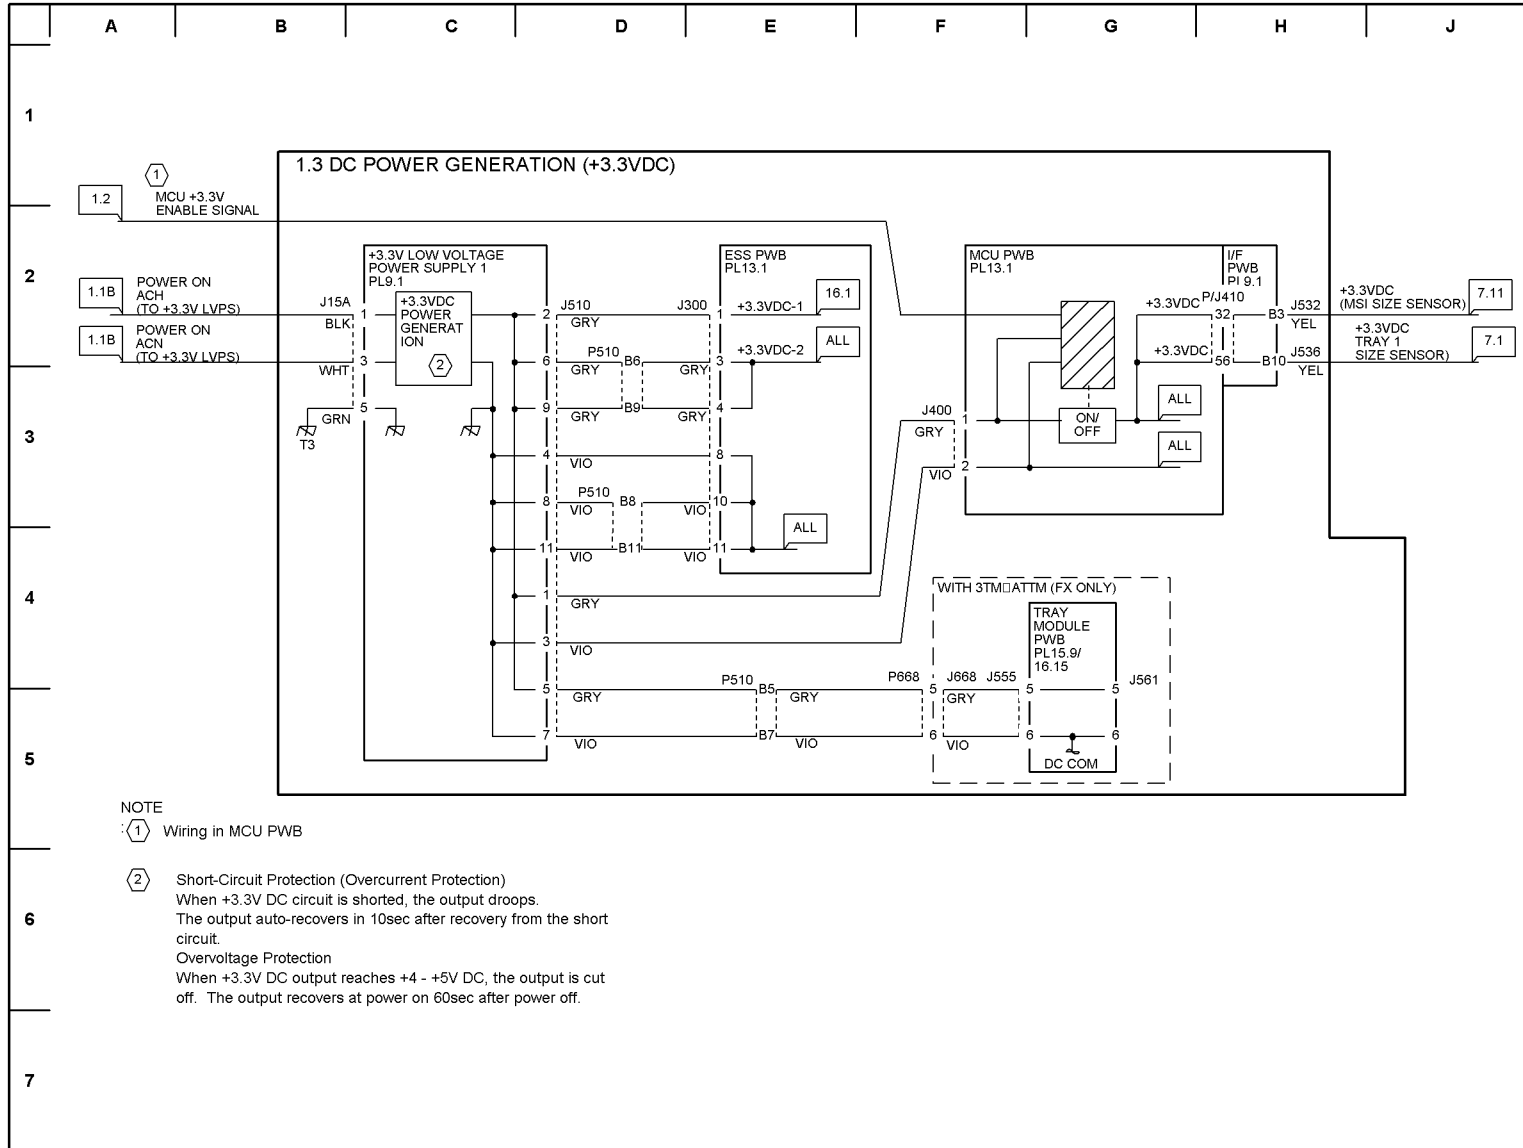 A B C D E F G H J
1
1.3 DC POWER GENERATION (+3.3VDC)
1
1.2
MCU +3.3V
ENABLE SIGNAL
2
+3.3V LOW VOLTAGE
POWER SUPPLY 1
PL9.1
ESS PWB
PL13.1
MCU PWB
PL13.1
I/F
PWB
PL9.1
1.1B
POWER ON
ACH
(TO +3.3V LVPS)
J15A
1
BLK
+3.3VDC
POWER
GENERAT
ION
2
2
J510
GRY
J300
1
+3.3VDC-1
16.1
+3.3VDC
P/J410
32
B3
J532
YEL
+3.3VDC
(MSI SIZE SENSOR)
7.11
1.1B
POWER ON
ACN
(TO +3.3V LVPS)
3
WHT
6
P510
GRY
B6
GRY
3
+3.3VDC-2
ALL
+3.3VDC
56
B10
J536
YEL
+3.3VDC
TRAY 1
SIZE SENSOR)
7.1
3
T3
GRN
5
9
GRY
B9
GRY
4
J400
GRY
1
ON/
OFF
ALL
4
VIO
8
VIO
2
ALL
8
P510
VIO
B8
VIO
10
11
VIO
B11
VIO
11
ALL
4
1
GRY
3
VIO
WITH 3TM□ATTM (FX ONLY)
TRAY
MODULE
PWB
PL15.9/
16.15
5
GRY
P510
B5
GRY
P668
5
J668
GRY
J555
5
5
J561
5
7
VIO
B7
VIO
6
VIO
6
6
DC COM
NOTE
:
1 Wiring in MCU PWB
2 Short-Circuit Protection (Overcurrent Protection)
When +3.3V DC circuit is shorted, the output droops.
6
The output auto-recovers in 10sec after recovery from the short
circuit.
Overvoltage Protection
When +3.3V DC output reaches +4 - +5V DC, the output is cut
off. The output recovers at power on 60sec after power off.
7